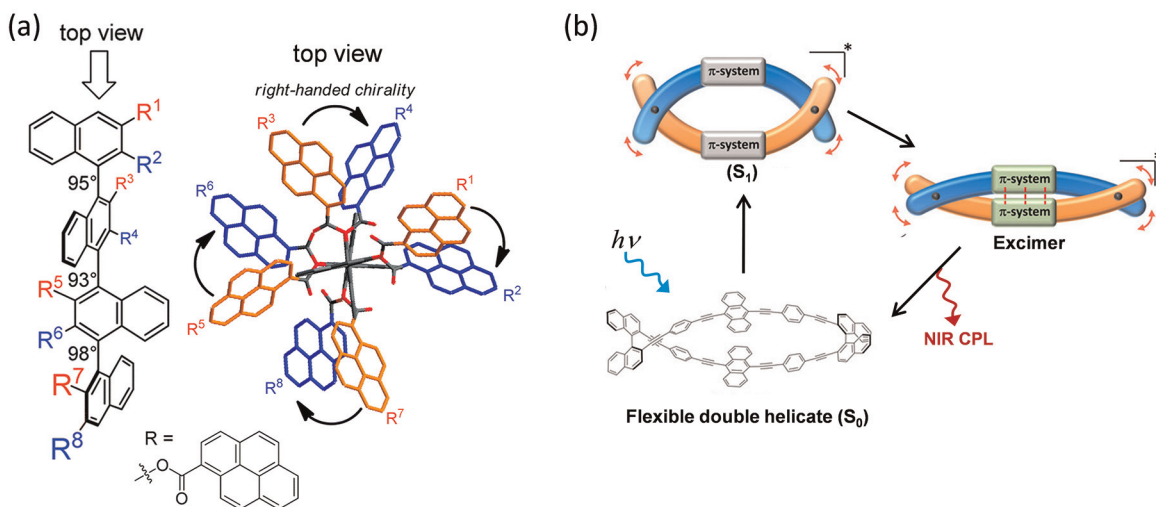 (a)
top view
R1
R2
95°
R3
R4
93°
R5
R6
98°
R7
R8
R =
O
O
top view
right-handed chirality
R3
R4
R6
R1
R5
R2
R8
R7
(b)
π-system
*
π-system
(S1)
π-system
*
π-system
Excimer
hν
NIR CPL
Flexible double helicate (S0)